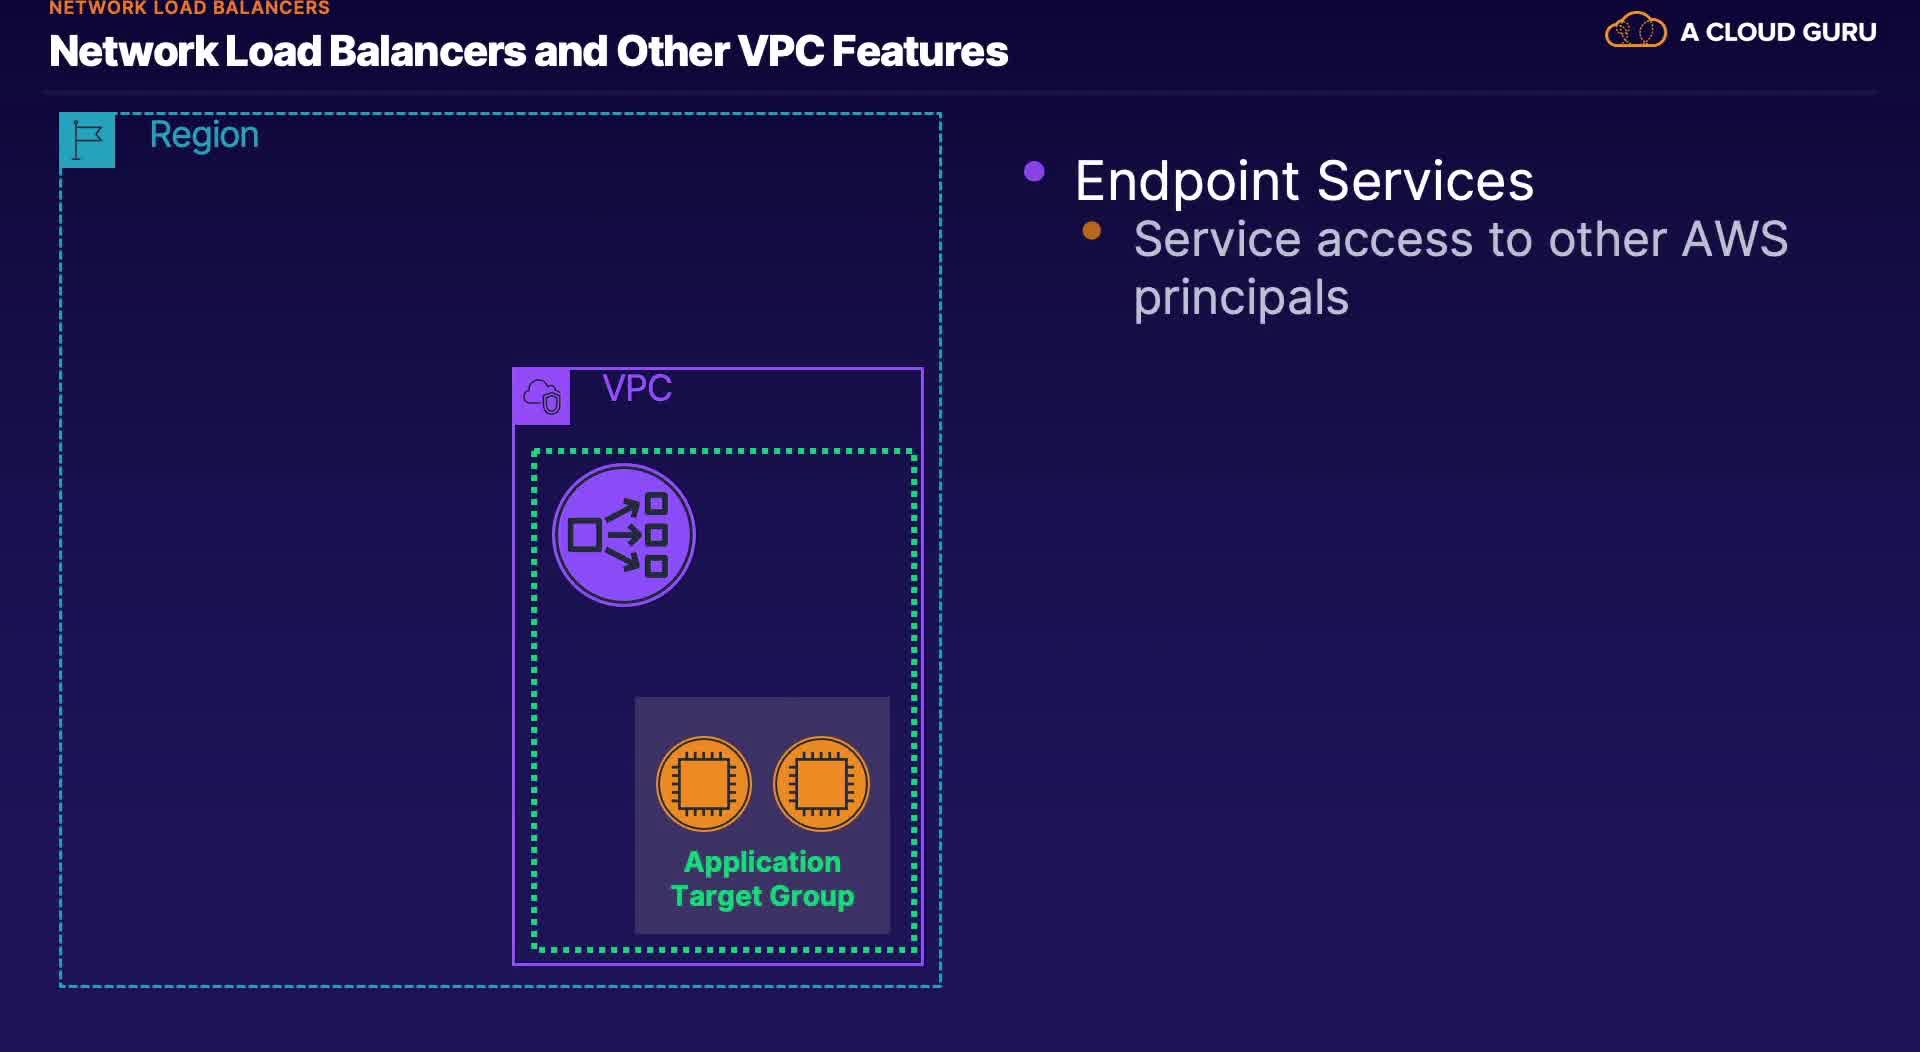 NETWORK LOAD BALANCERS
Network Load Balancers and Other VPC Features
A CLOUD GURU
Region
Endpoint Services
Service access to other AWS
principals
VPC
Application
Target Group